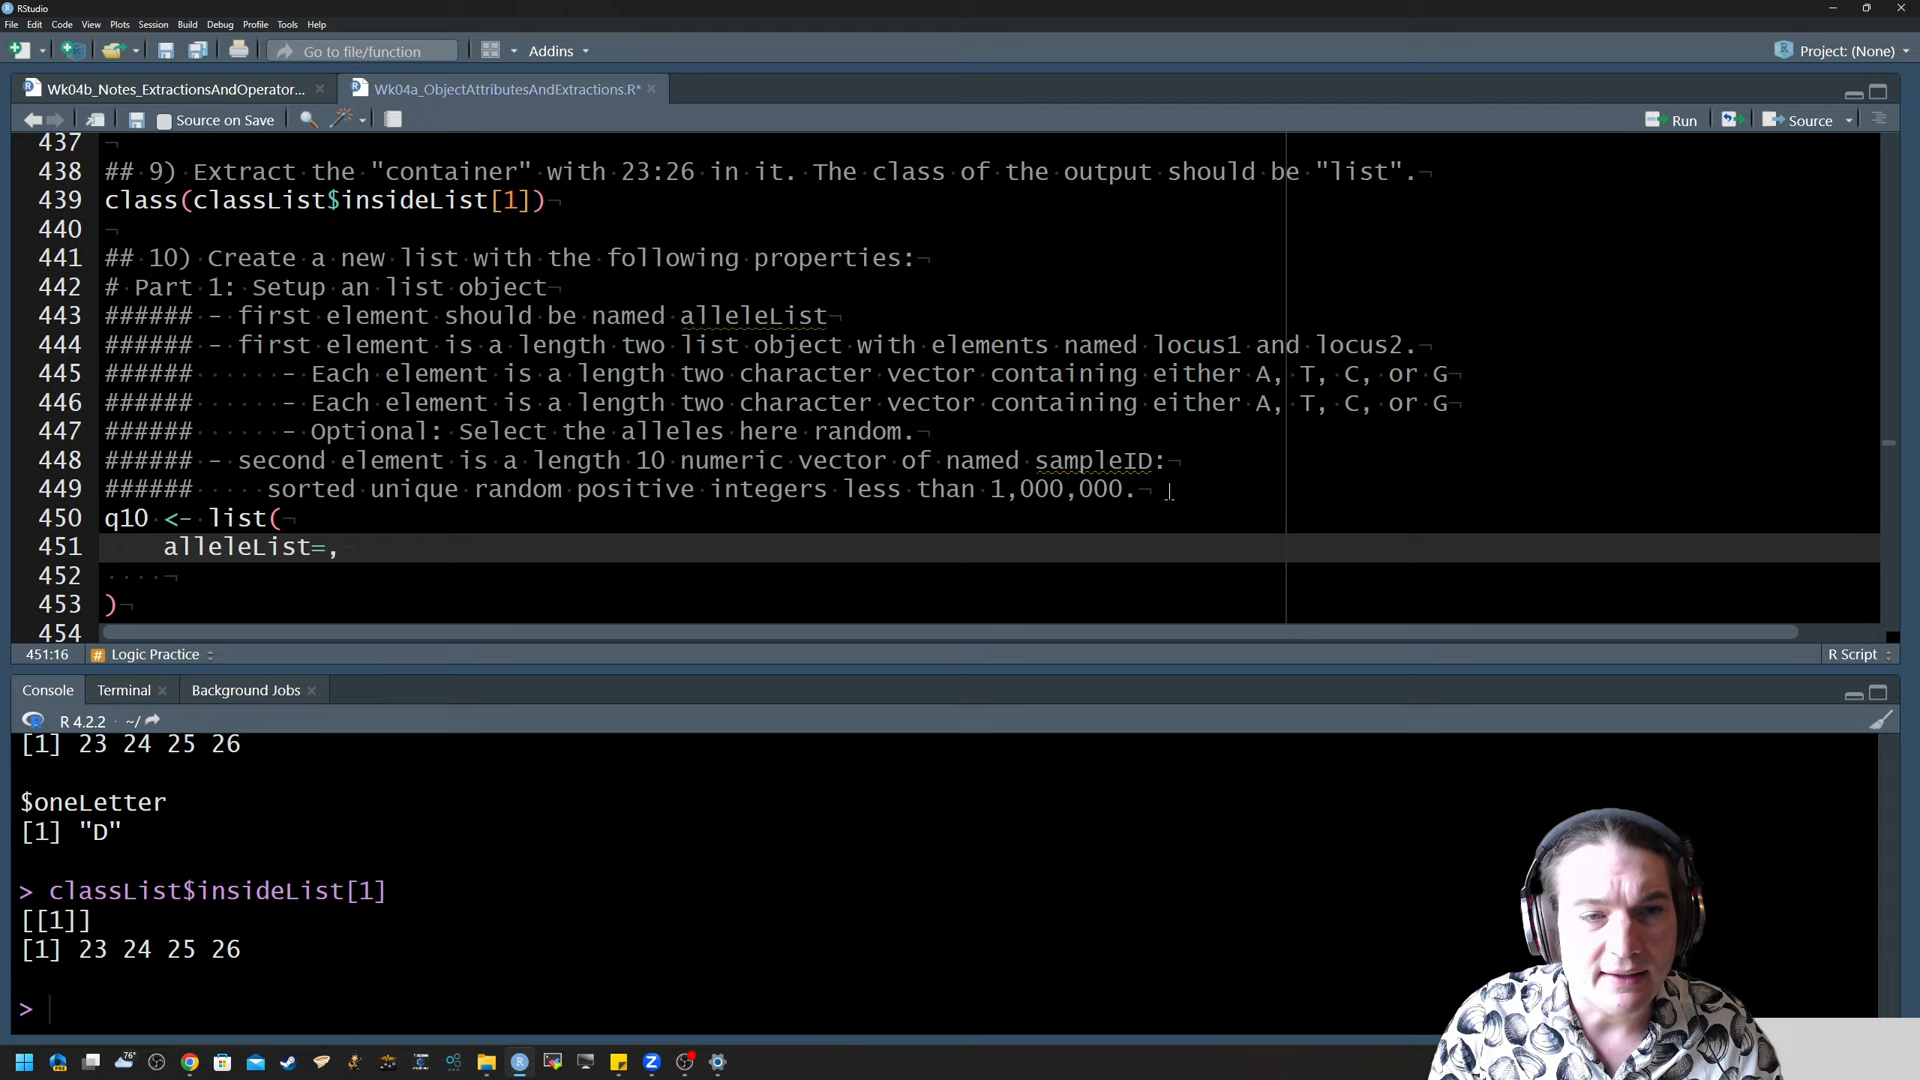 RStudio
File Edit Code View Plots Session Build Debug Profile Tools Help
Go to file/function Addins Project: (None)
Wk04b_Notes_ExtractionsAndOperator... Wk04a_ObjectAttributesAndExtractions.R*
Source on Save Run Source
437
438 ## 9) Extract the "container" with 23:26 in it. The class of the output should be "list".
439 class(classList$insideList[1])
440
441 ## 10) Create a new list with the following properties:
442 # Part 1: Setup an list object
443 ###### - first element should be named alleleList
444 ###### - first element is a length two list object with elements named locus1 and locus2.
445 ###### - Each element is a length two character vector containing either A, T, C, or G
446 ###### - Each element is a length two character vector containing either A, T, C, or G
447 ###### - Optional: Select the alleles here random.
448 ###### - second element is a length 10 numeric vector of named sampleID:
449 ###### sorted unique random positive integers less than 1,000,000.
450 q10 <- list(
451 alleleList=,
452
453 )
454
451:16 # Logic Practice R Script
Console Terminal Background Jobs
R 4.2.2 · ~/
[1] 23 24 25 26
$oneLetter
[1] "D"
> classList$insideList[1]
[[1]]
[1] 23 24 25 26
>
76°